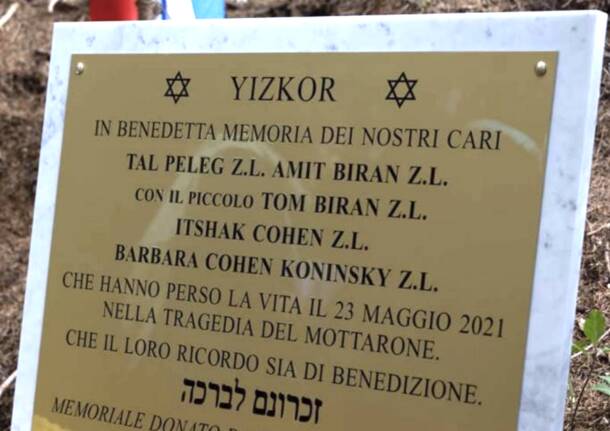 ✡ YIZKOR ✡
IN BENEDETTA MEMORIA DEI NOSTRI CARI
TAL PELEG Z.L. AMIT BIRAN Z.L.
CON IL PICCOLO TOM BIRAN Z.L.
ITSHAK COHEN Z.L.
BARBARA COHEN KONINSKY Z.L.
CHE HANNO PERSO LA VITA IL 23 MAGGIO 2021
NELLA TRAGEDIA DEL MOTTARONE.
CHE IL LORO RICORDO SIA DI BENEDIZIONE.
זכרונם לברכה
MEMORIALE DONATO